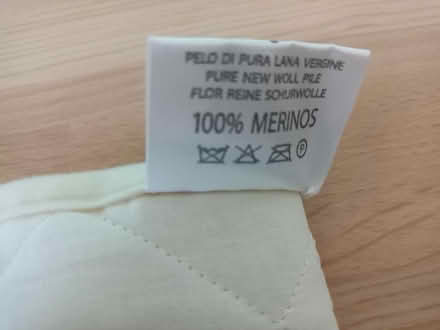 PELO DI PURA LANA VERGINE
PURE NEW WOLL PILE
FLOR REINE SCHURWOLLE
100% MERINOS